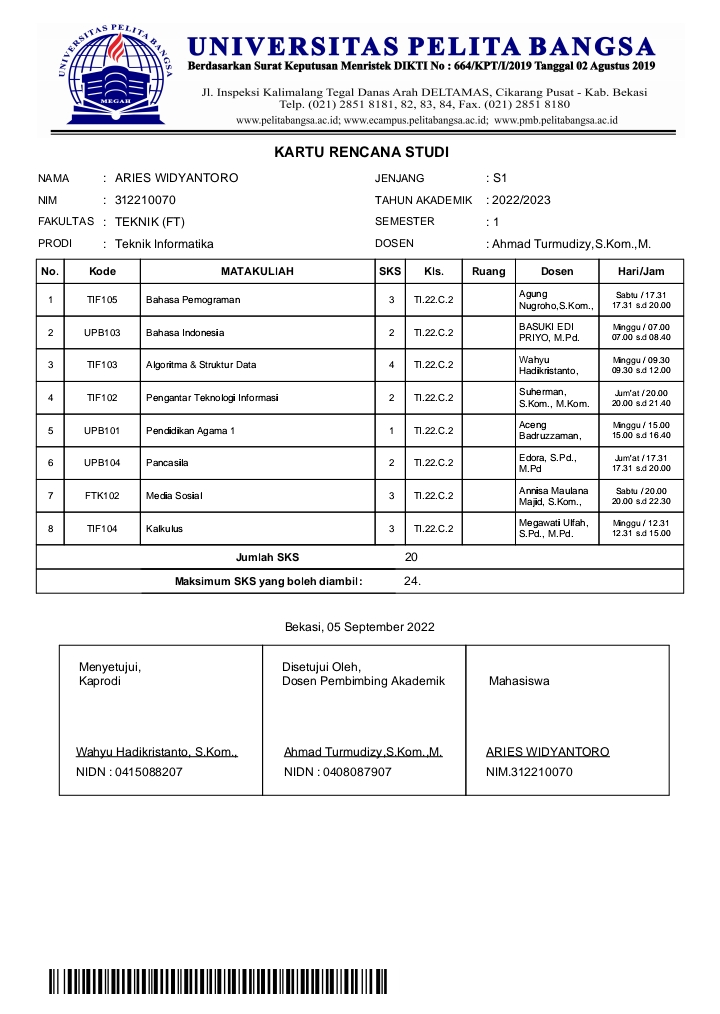 UNIVERSITAS PELITA BANGSA
MEGAH
UNIVERSITAS PELITA BANGSA
Berdasarkan Surat Keputusan Menristek DIKTI No : 664/KPT/I/2019 Tanggal 02 Agustus 2019
Jl. Inspeksi Kalimalang Tegal Danas Arah DELTAMAS, Cikarang Pusat - Kab. Bekasi
Telp. (021) 2851 8181, 82, 83, 84, Fax. (021) 2851 8180
www.pelitabangsa.ac.id; www.ecampus.pelitabangsa.ac.id; www.pmb.pelitabangsa.ac.id
KARTU RENCANA STUDI
NAMA : ARIES WIDYANTORO JENJANG : S1
NIM : 312210070 TAHUN AKADEMIK : 2022/2023
FAKULTAS : TEKNIK (FT) SEMESTER : 1
PRODI : Teknik Informatika DOSEN : Ahmad Turmudizy,S.Kom.,M.
No. Kode MATAKULIAH SKS Kls. Ruang Dosen Hari/Jam
1 TIF105 Bahasa Pemograman 3 TI.22.C.2 Agung Nugroho,S.Kom., Sabtu / 17.31 17.31 s.d 20.00
2 UPB103 Bahasa Indonesia 2 TI.22.C.2 BASUKI EDI PRIYO, M.Pd. Minggu / 07.00 07.00 s.d 08.40
3 TIF103 Algoritma & Struktur Data 4 TI.22.C.2 Wahyu Hadikristanto, Minggu / 09.30 09.30 s.d 12.00
4 TIF102 Pengantar Teknologi Informasi 2 TI.22.C.2 Suherman, S.Kom., M.Kom. Jum'at / 20.00 20.00 s.d 21.40
5 UPB101 Pendidikan Agama 1 1 TI.22.C.2 Aceng Badruzzaman, Minggu / 15.00 15.00 s.d 16.40
6 UPB104 Pancasila 2 TI.22.C.2 Edora, S.Pd., M.Pd Jum'at / 17.31 17.31 s.d 20.00
7 FTK102 Media Sosial 3 TI.22.C.2 Annisa Maulana Majid, S.Kom., Sabtu / 20.00 20.00 s.d 22.30
8 TIF104 Kalkulus 3 TI.22.C.2 Megawati Ulfah, S.Pd., M.Pd. Minggu / 12.31 12.31 s.d 15.00
Jumlah SKS 20
Maksimum SKS yang boleh diambil : 24.
Bekasi, 05 September 2022
Menyetujui, Disetujui Oleh,
Kaprodi Dosen Pembimbing Akademik Mahasiswa
Wahyu Hadikristanto, S.Kom., Ahmad Turmudizy,S.Kom.,M. ARIES WIDYANTORO
NIDN : 0415088207 NIDN : 0408087907 NIM.312210070